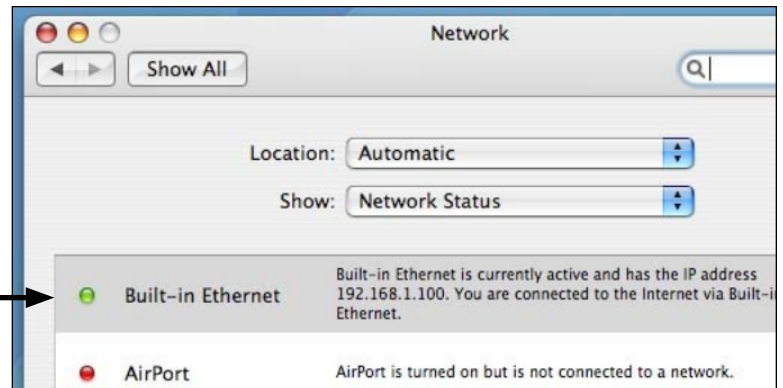 Network
Show All
Location: Automatic
Show: Network Status
Built-in Ethernet
Built-in Ethernet is currently active and has the IP address
192.168.1.100. You are connected to the Internet via
Ethernet.
AirPort
AirPort is turned on but is not connected to a network.